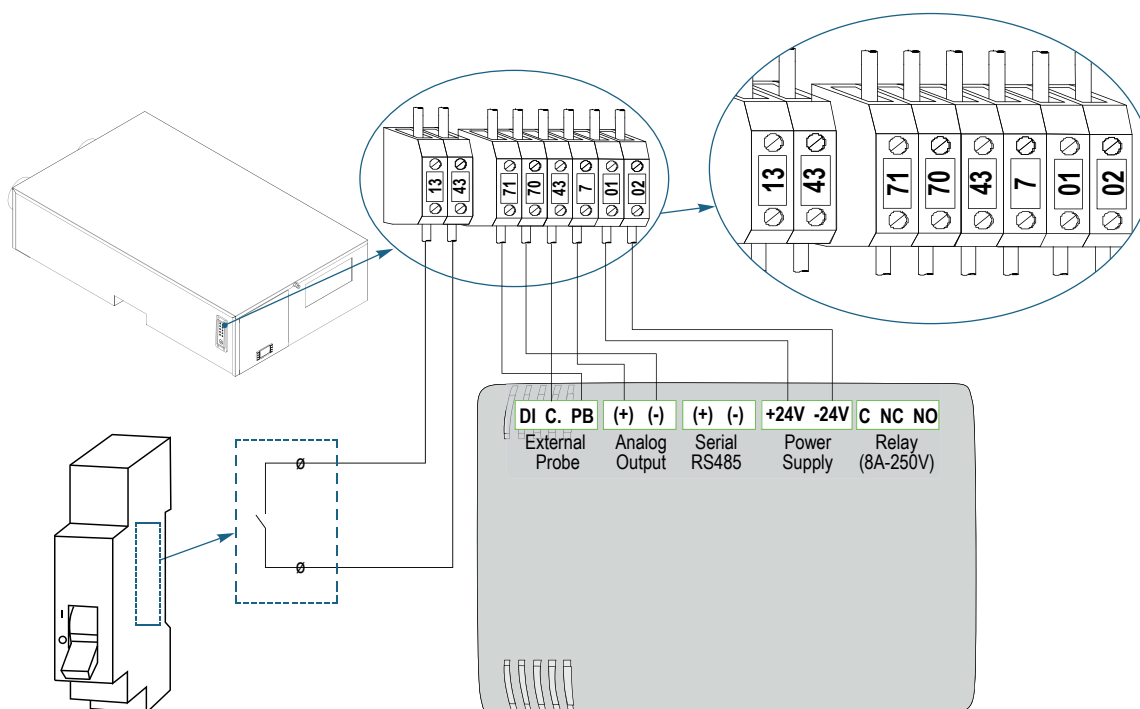 13 43 71 70 43 7 01 02
13 43 71 70 43 7 01 02
DI C. PB (+) (-) (+) (-) +24V -24V C NC NO
External Analog Serial Power Relay
Probe Output RS485 Supply (8A-250V)
I
O